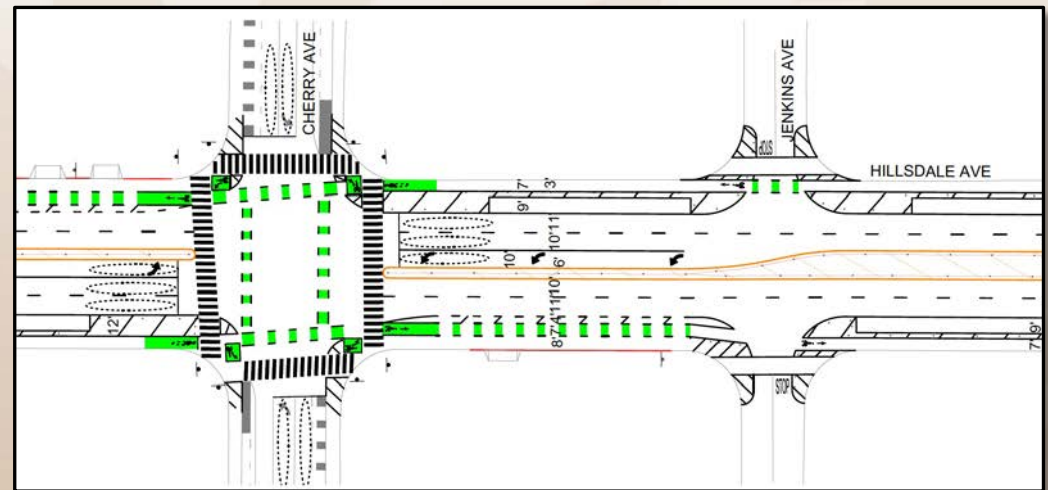 CHERRY AVE
JENKINS AVE
STOP
HILLSDALE AVE
7' 3'
9'
10'11'
10' 6'
11'10'
8'7'4'
12'
7'9'
STOP